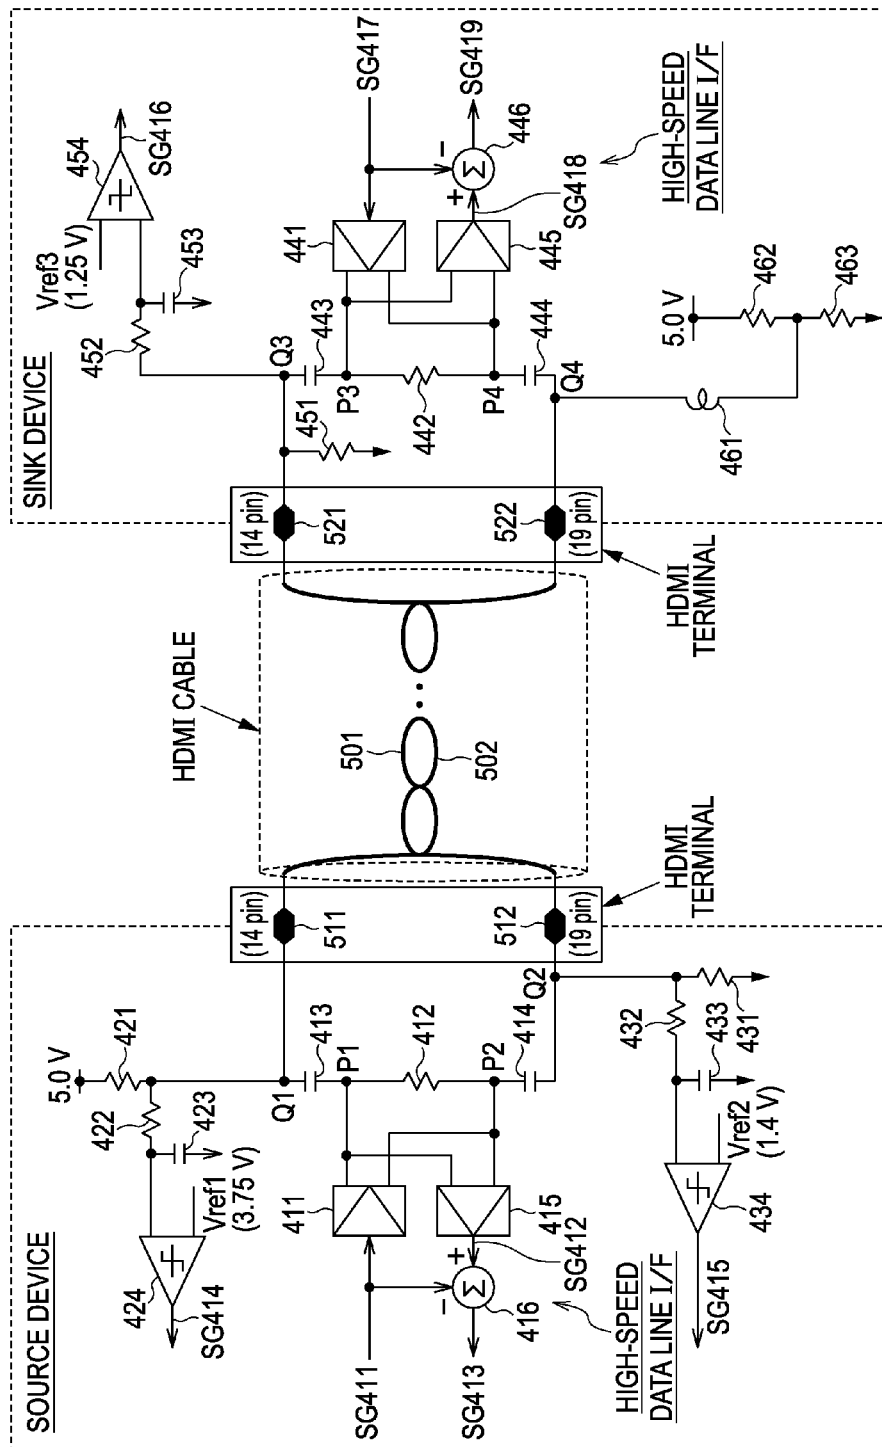 SOURCE DEVICE
5.0 V
421
422
423
Vref1
(3.75 V)
424
SG414
Q1
413
P1
412
P2
414
Q2
411
415
SG411
+
−
Σ
416
SG412
SG413
HIGH-SPEED
DATA LINE I/F
432
433
431
Vref2
(1.4 V)
434
SG415
(14 pin)
511
512
(19 pin)
HDMI
TERMINAL
HDMI CABLE
501
502
(14 pin)
521
522
(19 pin)
HDMI
TERMINAL
SINK DEVICE
Vref3
(1.25 V)
454
SG416
453
452
Q3
443
451
P3
442
P4
444
Q4
441
445
SG417
−
+
Σ
446
SG418
SG419
HIGH-SPEED
DATA LINE I/F
5.0 V
462
463
461